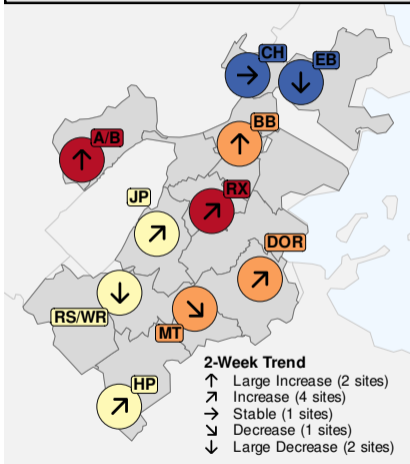 CH
EB
BB
A/B
RX
JP
DOR
RS/WR
MT
HP
2-Week Trend
↑ Large Increase (2 sites)
↗ Increase (4 sites)
→ Stable (1 sites)
↘ Decrease (1 sites)
↓ Large Decrease (2 sites)